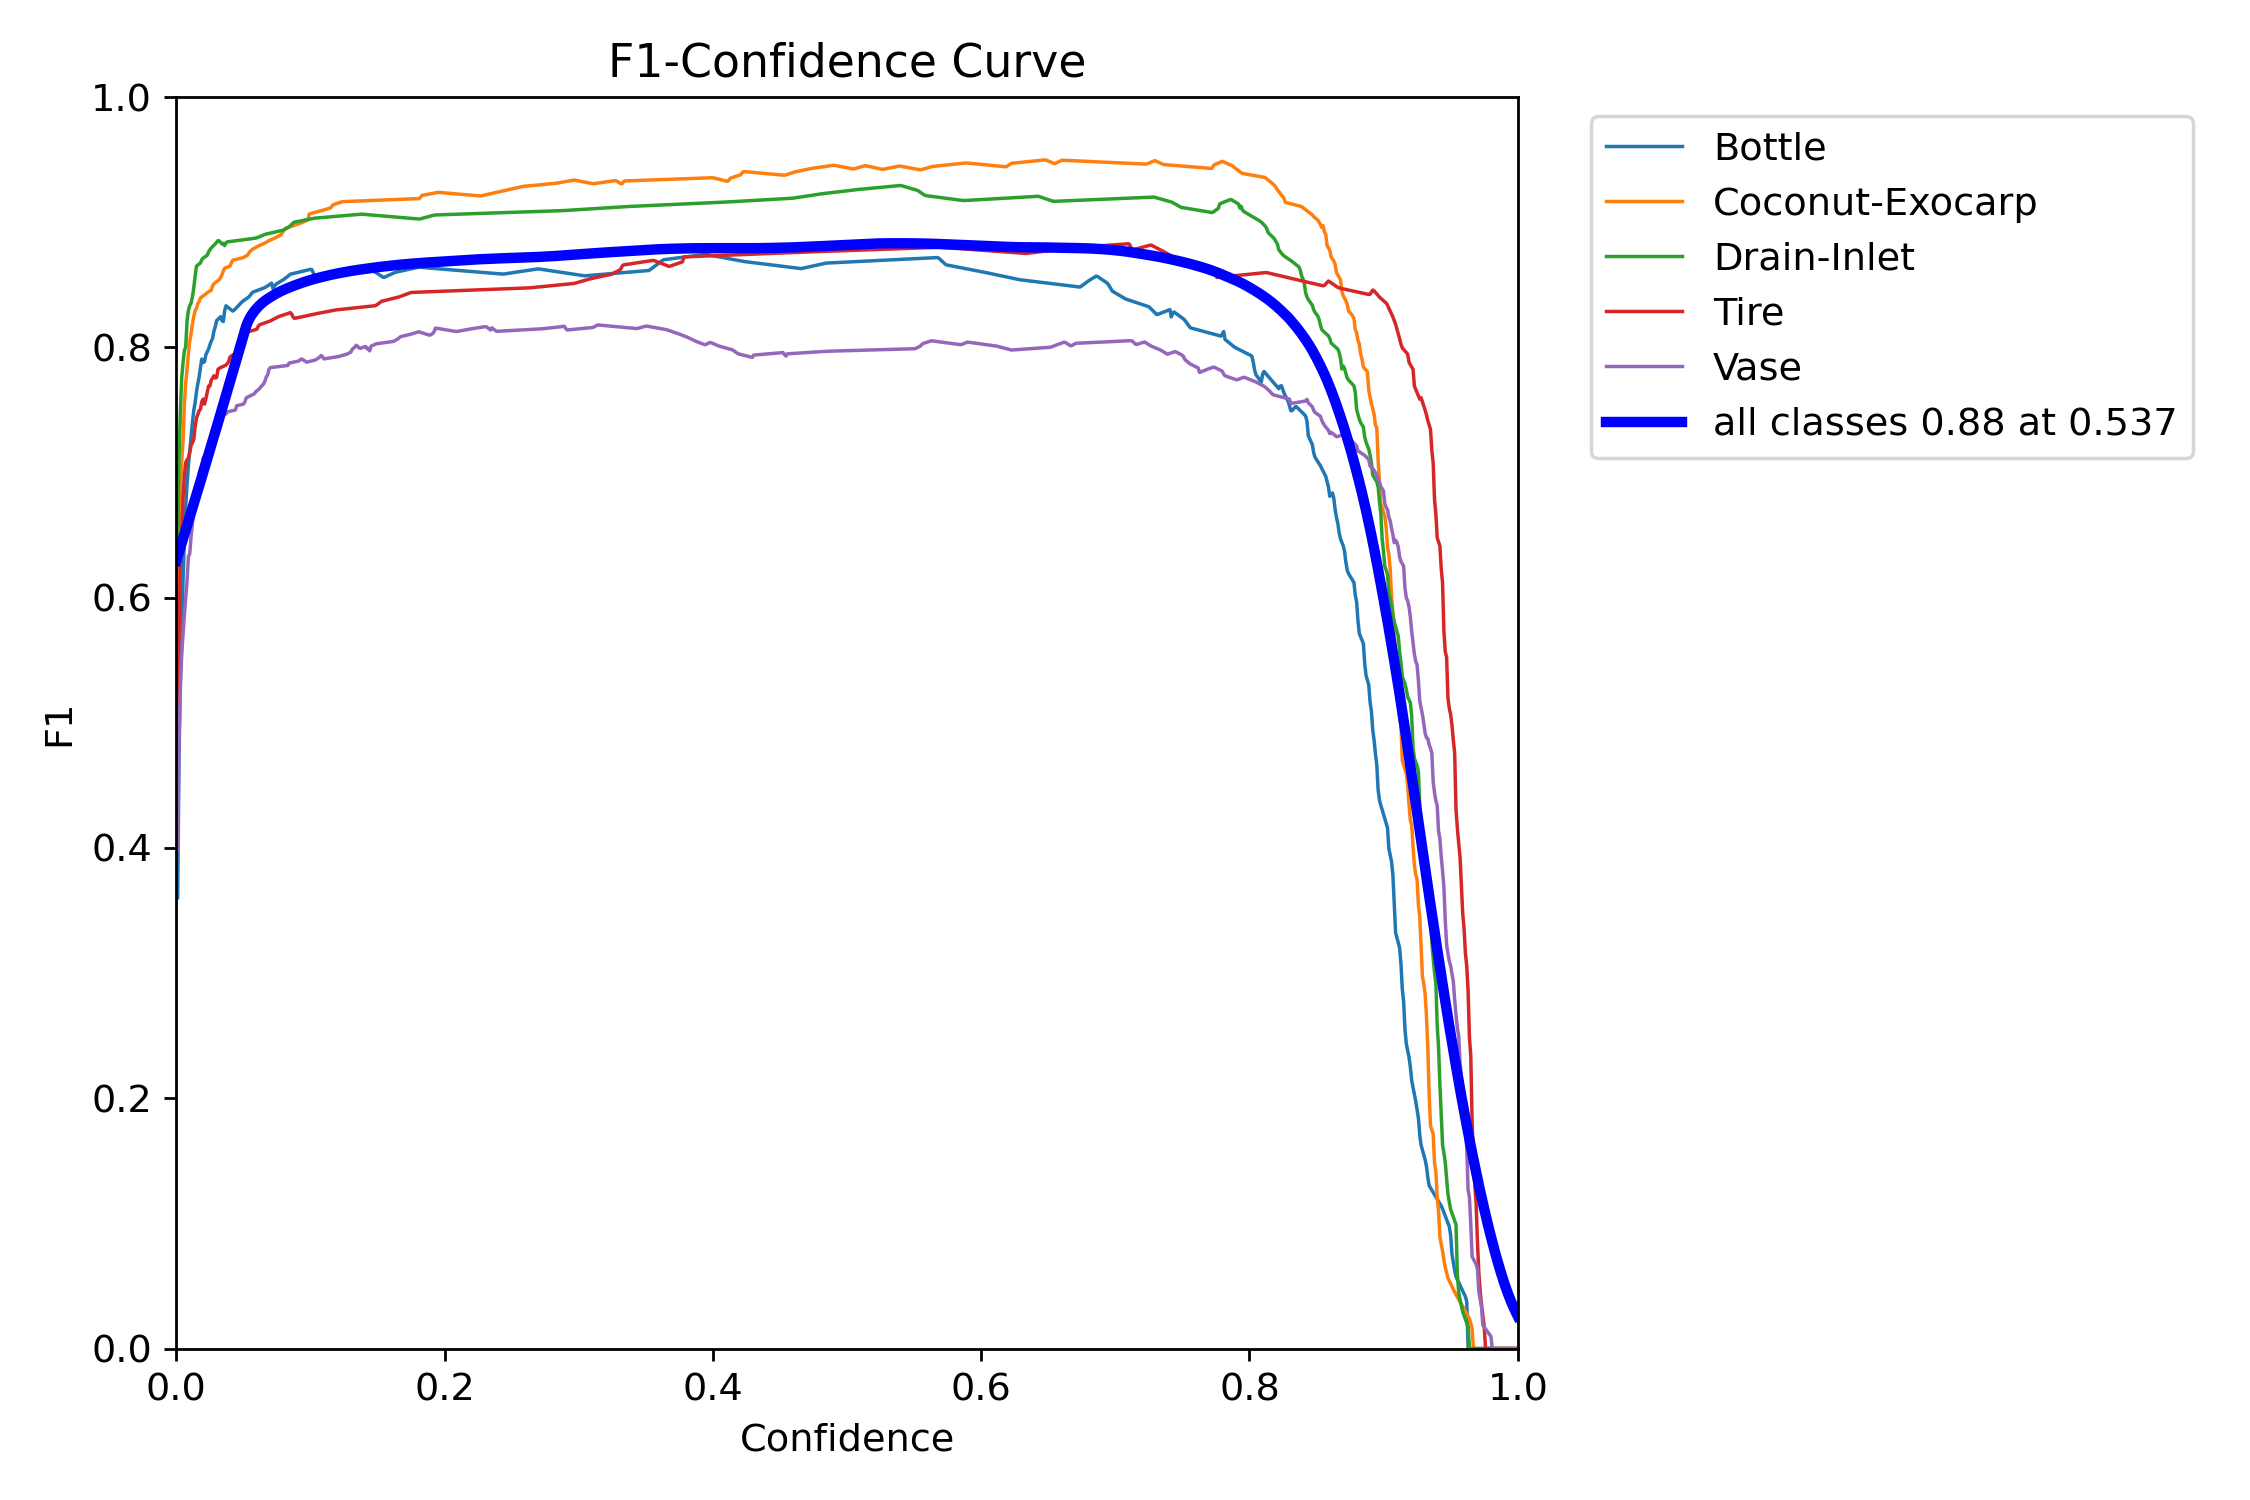 F1-Confidence Curve
1.0
0.8
0.6
0.4
0.2
0.0
F1
0.0 0.2 0.4 0.6 0.8 1.0
Confidence
Bottle
Coconut-Exocarp
Drain-Inlet
Tire
Vase
all classes 0.88 at 0.537